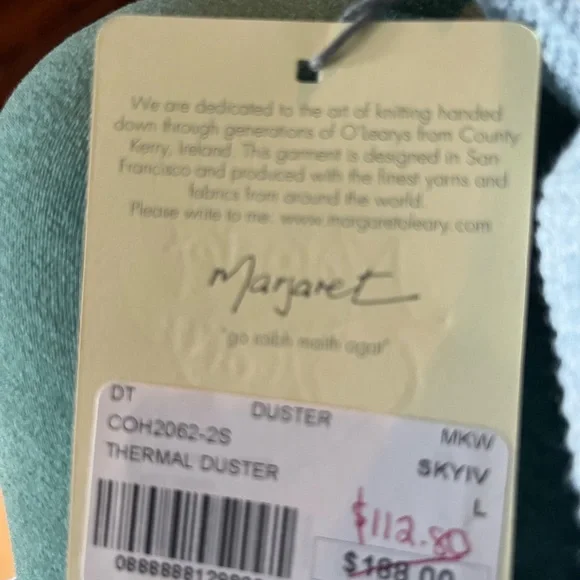 We are dedicated to the art of knitting handed
down through generations of O'Learys from County
Kerry, Ireland. This garment is designed in San
Francisco and produced with the finest yarns and
fabrics from around the world.
Please write to me: www.margaretoleary.com
Margaret
"go raibh maith agat"
DT
DUSTER
MKW
COH2062-2S
SKYIV
THERMAL DUSTER
L
$112.80
$188.00